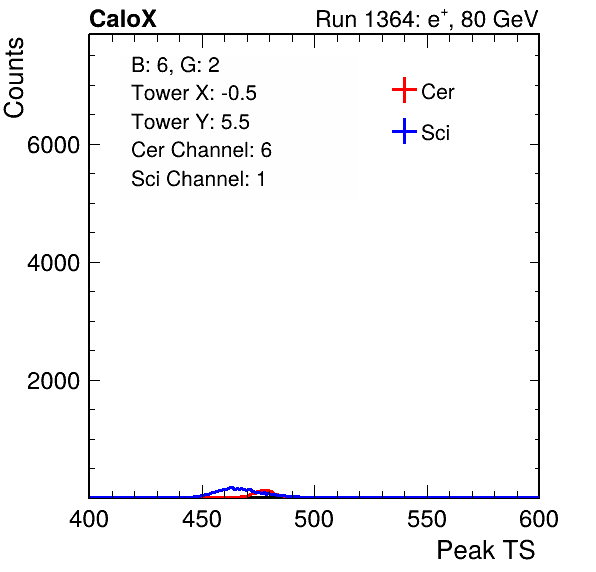 CaloX Run 1364: e⁺, 80 GeV
Counts
B: 6, G: 2
Tower X: -0.5
Tower Y: 5.5
Cer Channel: 6
Sci Channel: 1
Cer
Sci
6000
4000
2000
400 450 500 550 600
Peak TS